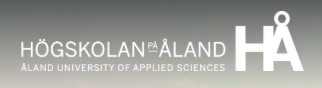 HÖGSKOLAN PÅ ÅLAND
ÅLAND UNIVERSITY OF APPLIED SCIENCES
HÅ